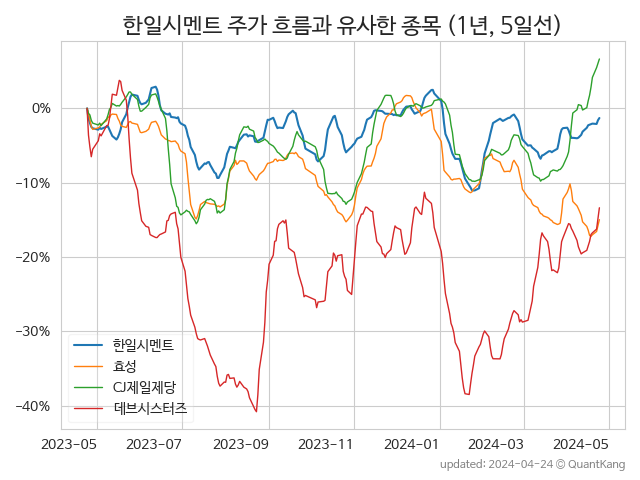 한일시멘트 주가 흐름과 유사한 종목 (1년, 5일선)
0%
−10%
−20%
−30%
−40%
한일시멘트
효성
CJ제일제당
데브시스터즈
2023-05 2023-07 2023-09 2023-11 2024-01 2024-03 2024-05
updated: 2024-04-24 © QuantKang